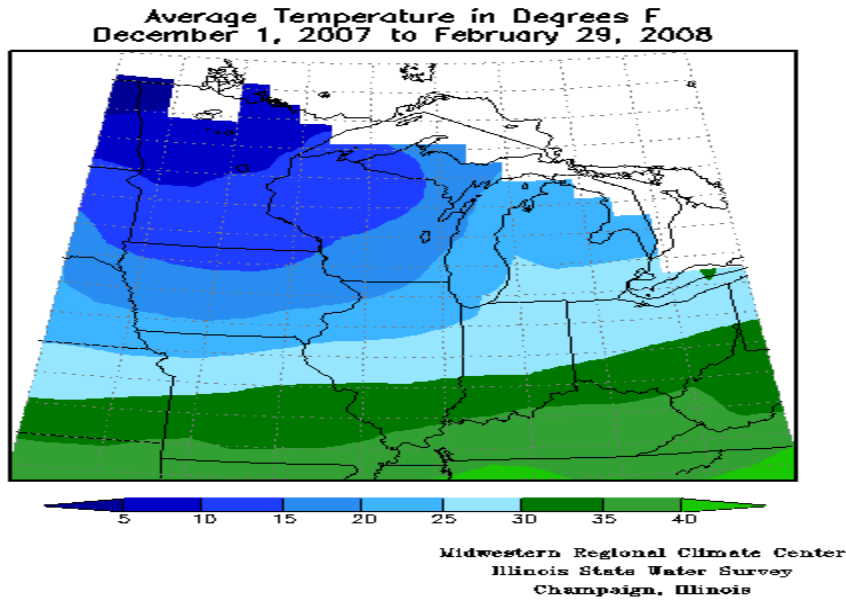 Average Temperature in Degrees F
December 1, 2007 to February 29, 2008
5 10 15 20 25 30 35 40
Midwestern Regional Climate Center
Illinois State Water Survey
Champaign, Illinois